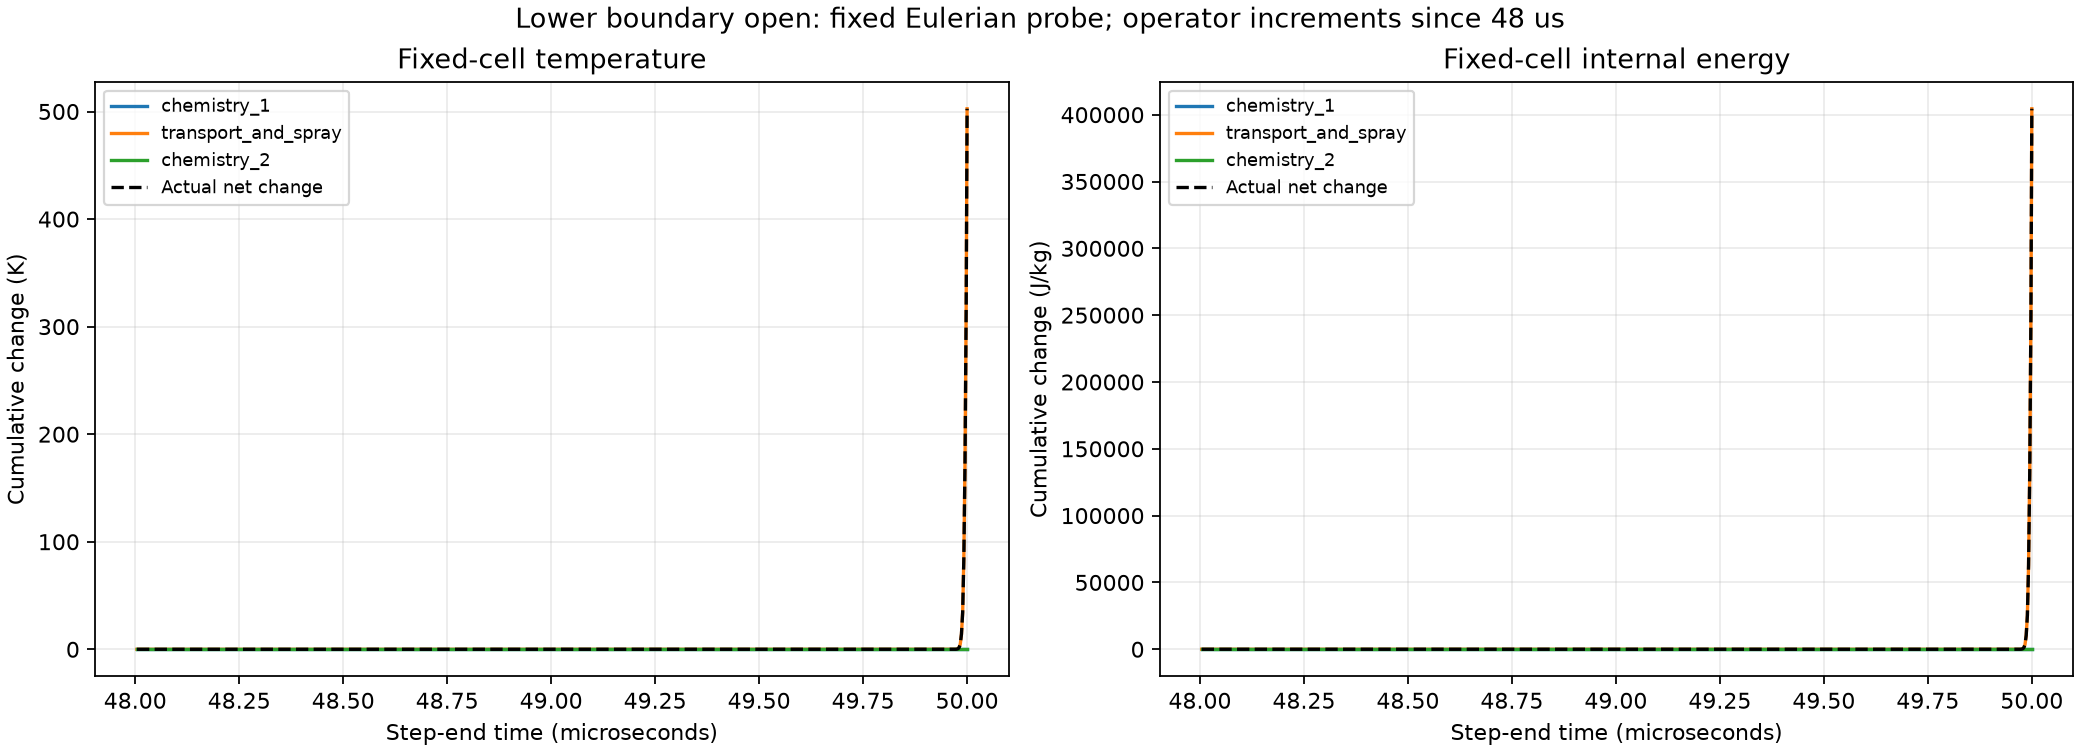 Lower boundary open: fixed Eulerian probe; operator increments since 48 us
Fixed-cell temperature
chemistry_1
transport_and_spray
chemistry_2
Actual net change
Cumulative change (K)
500
400
300
200
100
0
48.00 48.25 48.50 48.75 49.00 49.25 49.50 49.75 50.00
Step-end time (microseconds)
Fixed-cell internal energy
chemistry_1
transport_and_spray
chemistry_2
Actual net change
Cumulative change (J/kg)
400000
350000
300000
250000
200000
150000
100000
50000
0
48.00 48.25 48.50 48.75 49.00 49.25 49.50 49.75 50.00
Step-end time (microseconds)